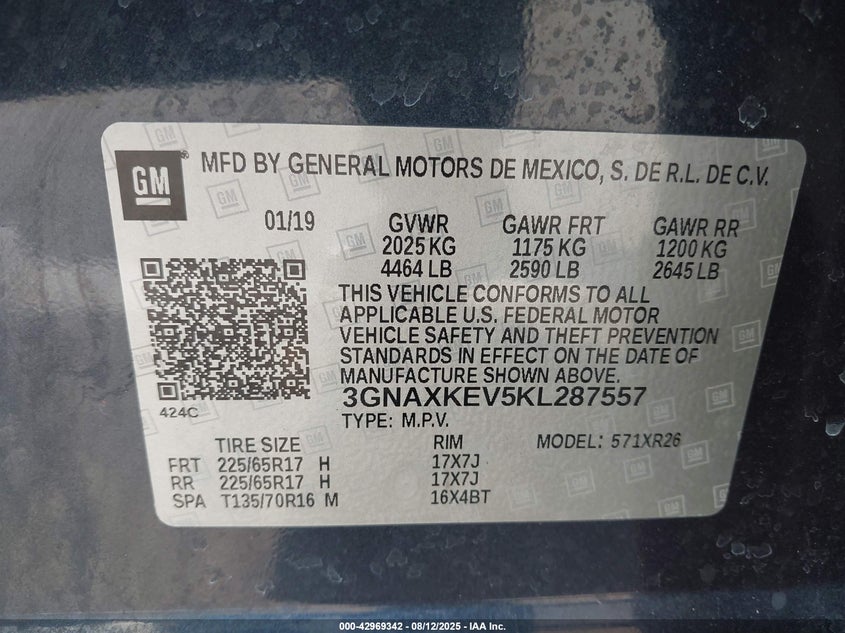 GM
MFD BY GENERAL MOTORS DE MEXICO, S. DE R.L. DE C.V.
01/19 GVWR GAWR FRT GAWR RR
2025 KG 1175 KG 1200 KG
4464 LB 2590 LB 2645 LB
THIS VEHICLE CONFORMS TO ALL
APPLICABLE U.S. FEDERAL MOTOR
VEHICLE SAFETY AND THEFT PREVENTION
STANDARDS IN EFFECT ON THE DATE OF
MANUFACTURE SHOWN ABOVE.
424C 3GNAXKEV5KL287557
TYPE: M.P.V.
TIRE SIZE RIM MODEL: 571XR26
FRT 225/65R17 H 17X7J
RR 225/65R17 H 17X7J
SPA T135/70R16 M 16X4BT
000-42969342 - 08/12/2025 - IAA Inc.